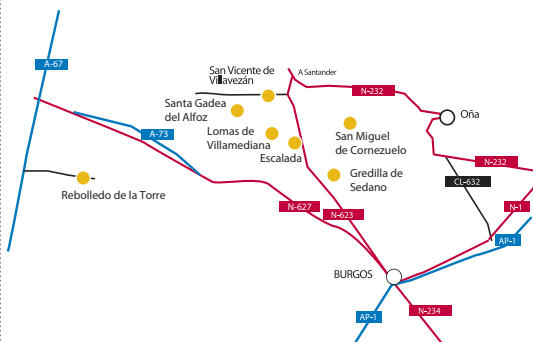 A-67
San Vicente de
Villavezán
A Santander
N-232
Santa Gadea
del Alfoz
Oña
A-73
Lomas de
Villamediana
San Miguel
de Cornezuelo
Escalada
N-232
Gredilla de
Sedano
CL-632
Rebolledo de la Torre
N-627
N-623
N-1
AP-1
BURGOS
AP-1
N-234